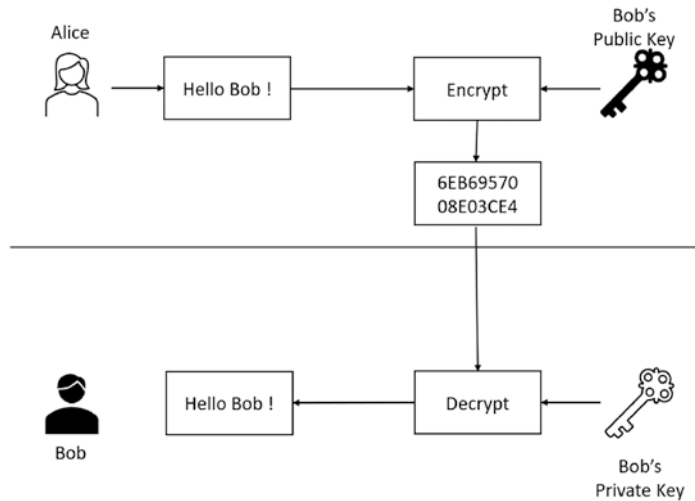 Alice
Bob's
Public Key
Hello Bob !
Encrypt
6EB69570
08E03CE4
Hello Bob !
Decrypt
Bob
Bob's
Private Key